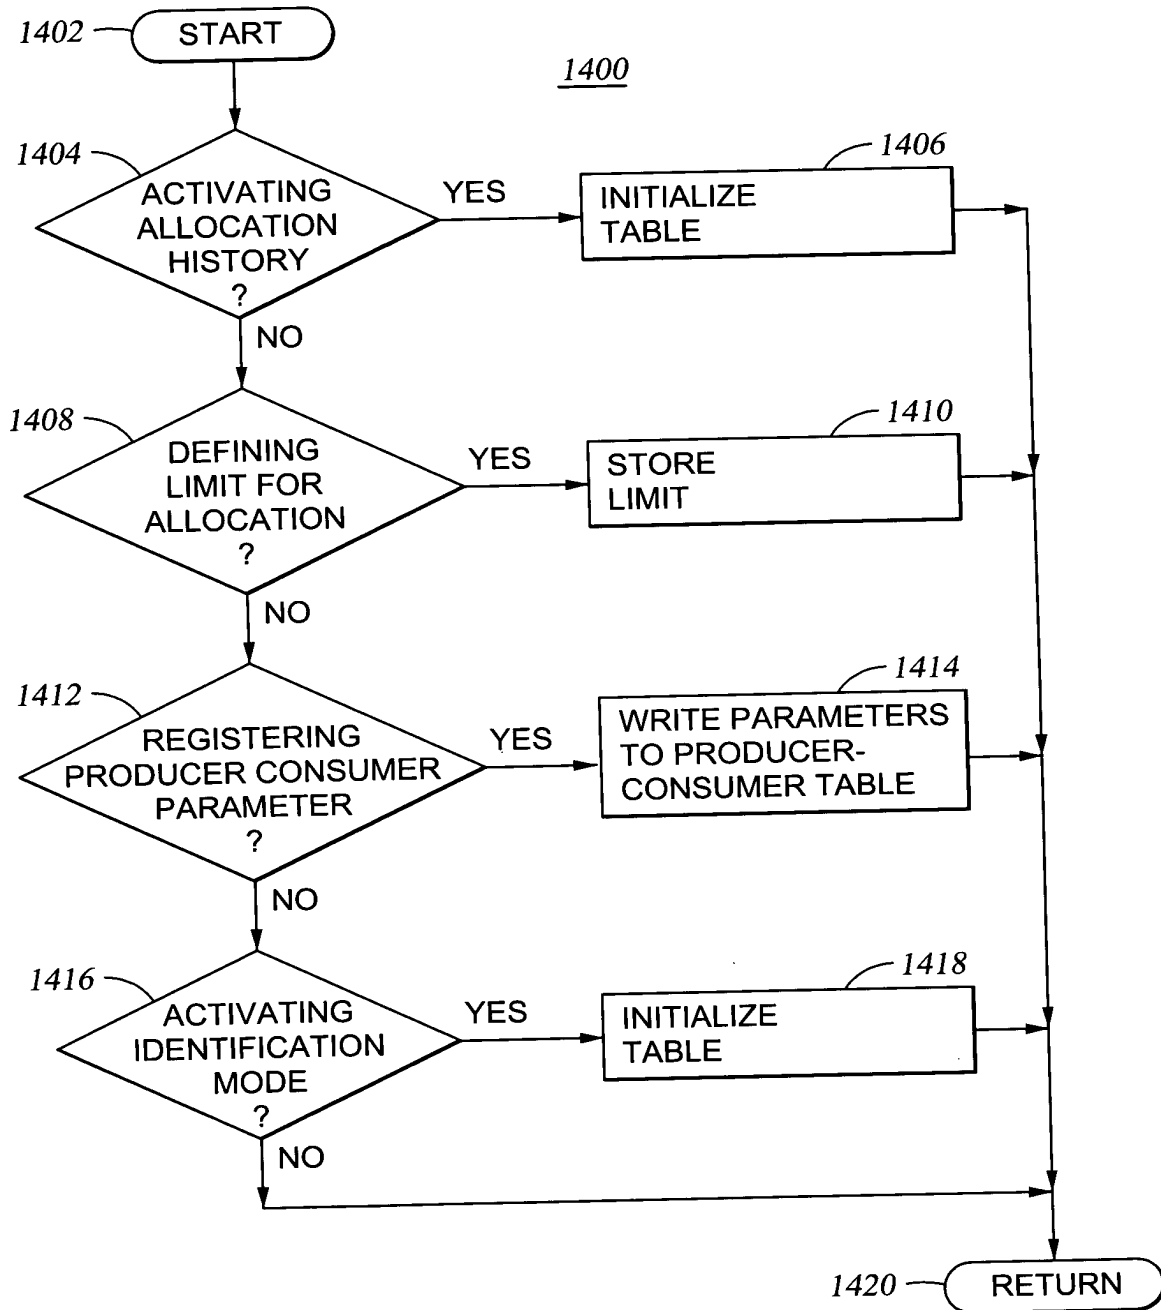 1402
START
1400
1404
ACTIVATING
ALLOCATION
HISTORY
?
YES
1406
INITIALIZE
TABLE
NO
1408
DEFINING
LIMIT FOR
ALLOCATION
?
YES
1410
STORE
LIMIT
NO
1412
REGISTERING
PRODUCER CONSUMER
PARAMETER
?
YES
1414
WRITE PARAMETERS
TO PRODUCER-
CONSUMER TABLE
NO
1416
ACTIVATING
IDENTIFICATION
MODE
?
YES
1418
INITIALIZE
TABLE
NO
1420
RETURN